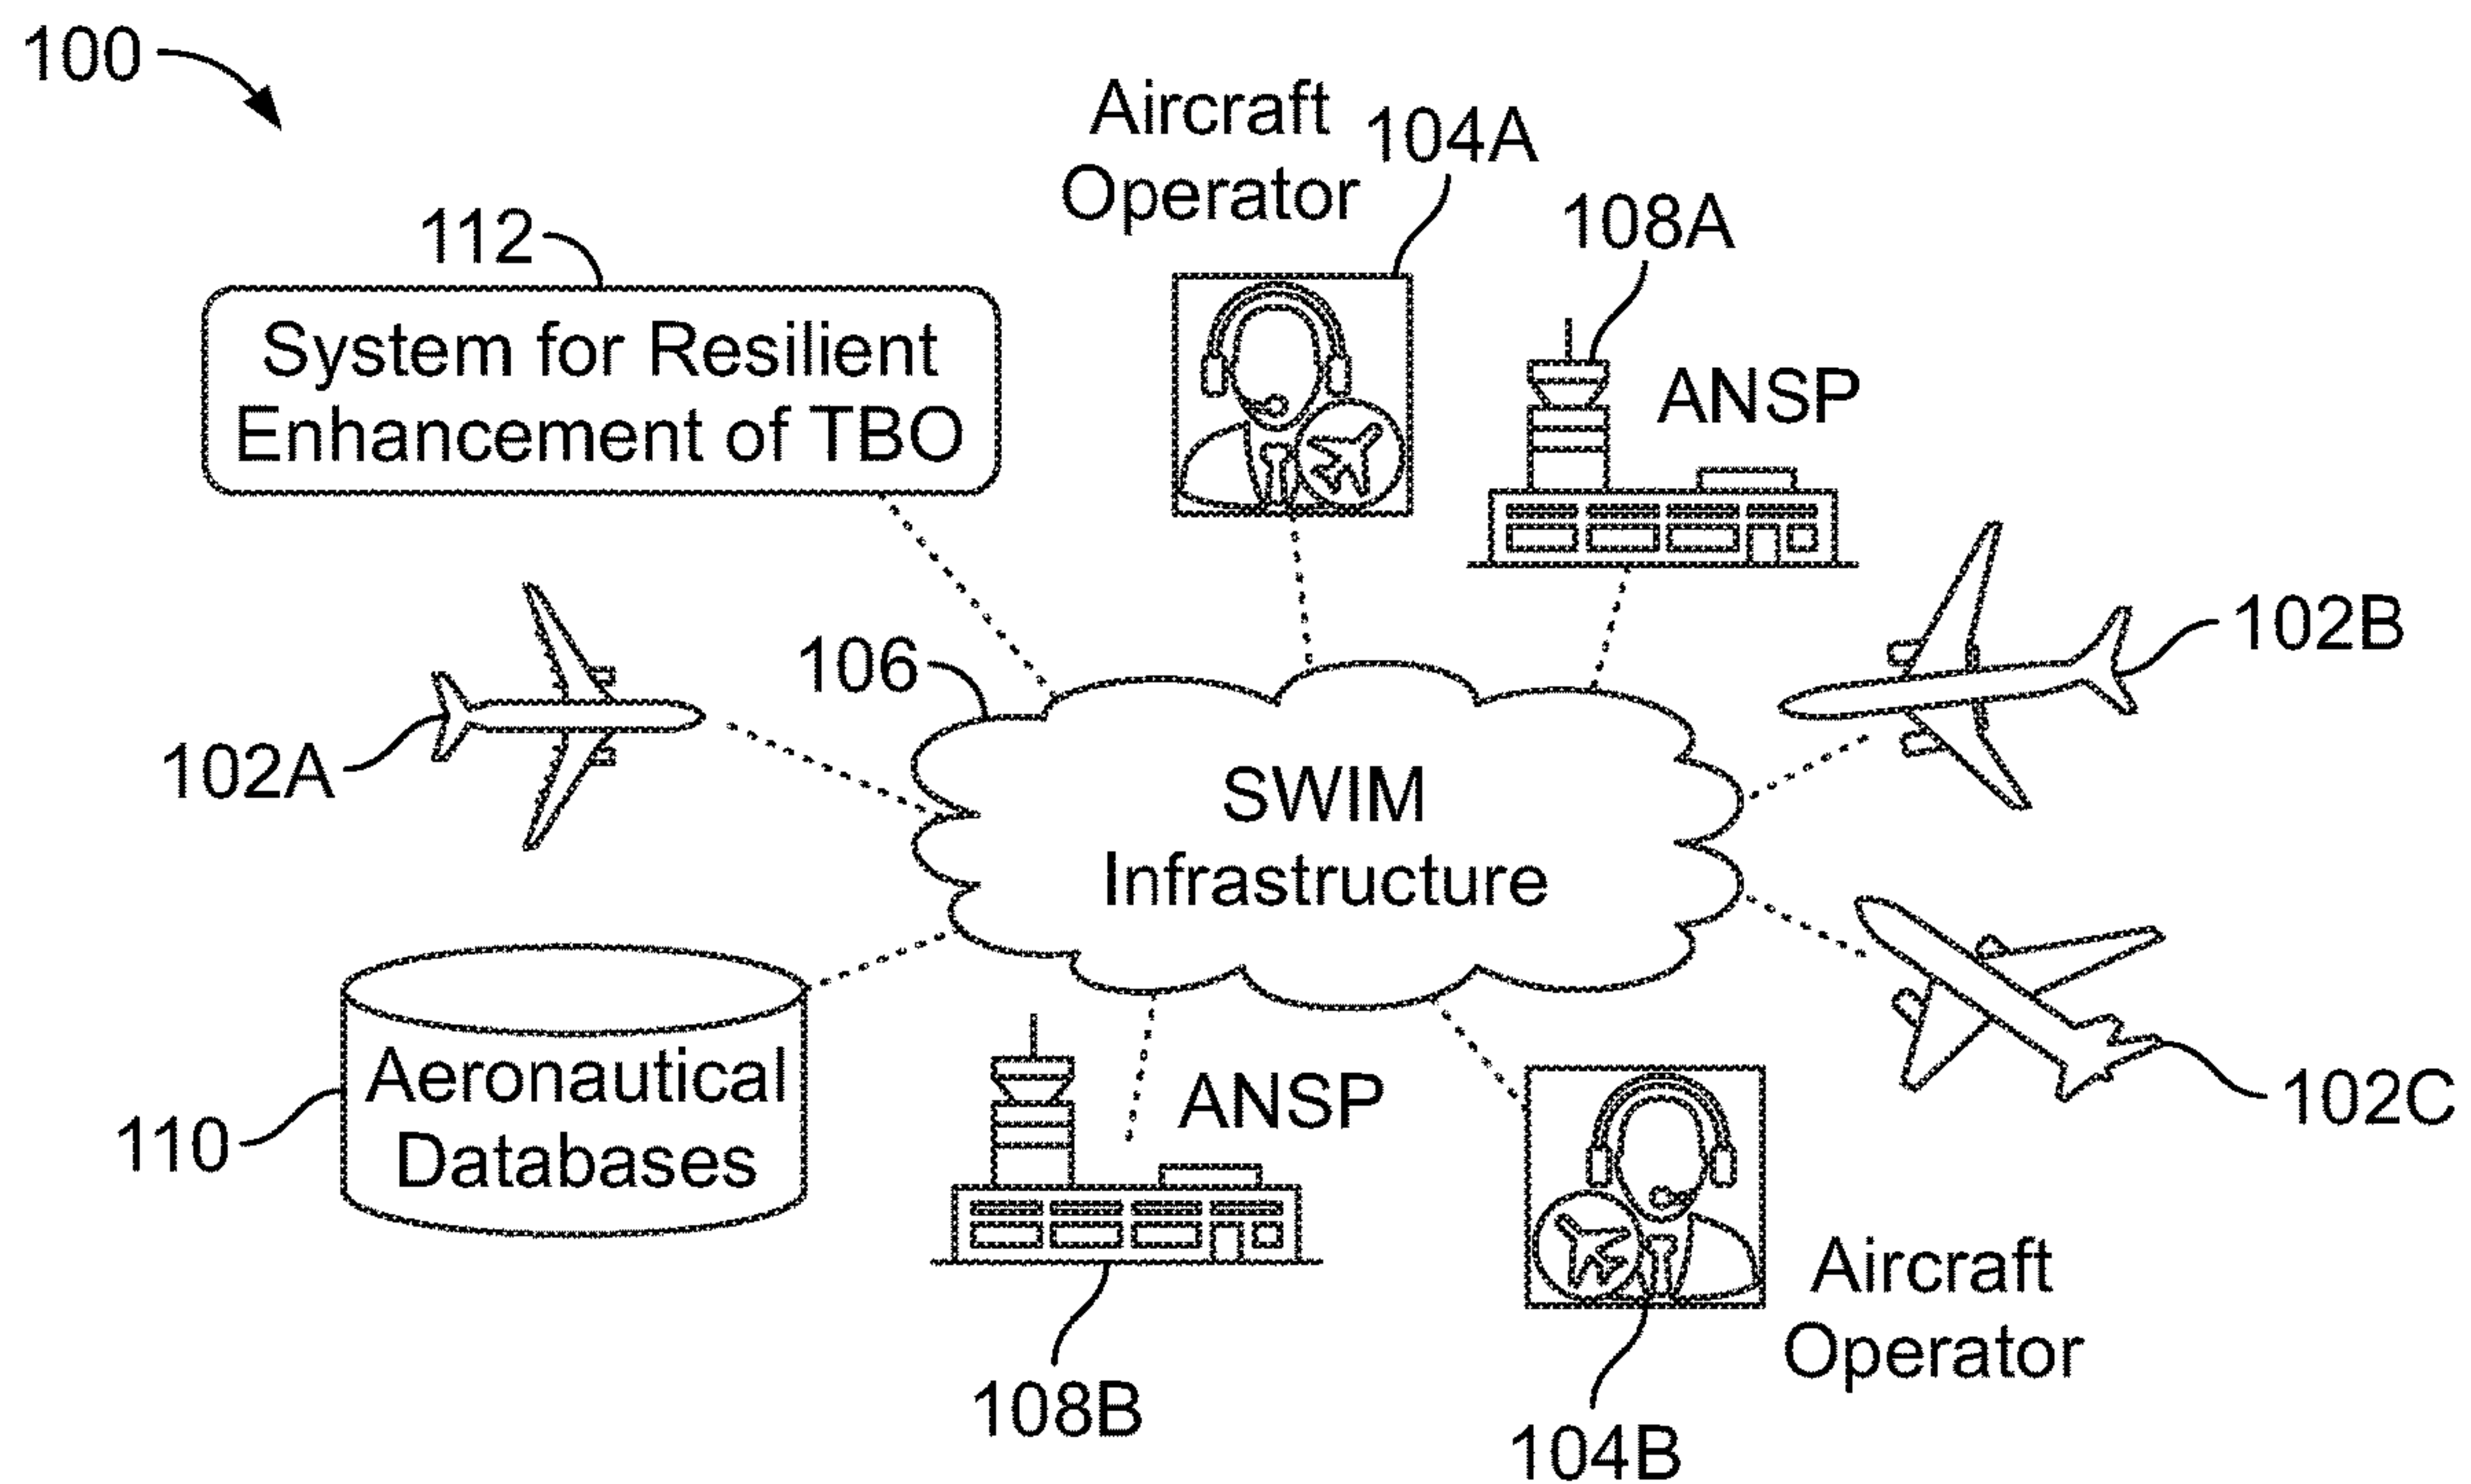 100
Aircraft
Operator
104A
108A
112
System for Resilient
Enhancement of TBO
ANSP
102B
106
102A
SWIM
Infrastructure
Aeronautical
Databases
110
ANSP
102C
Aircraft
Operator
108B
104B